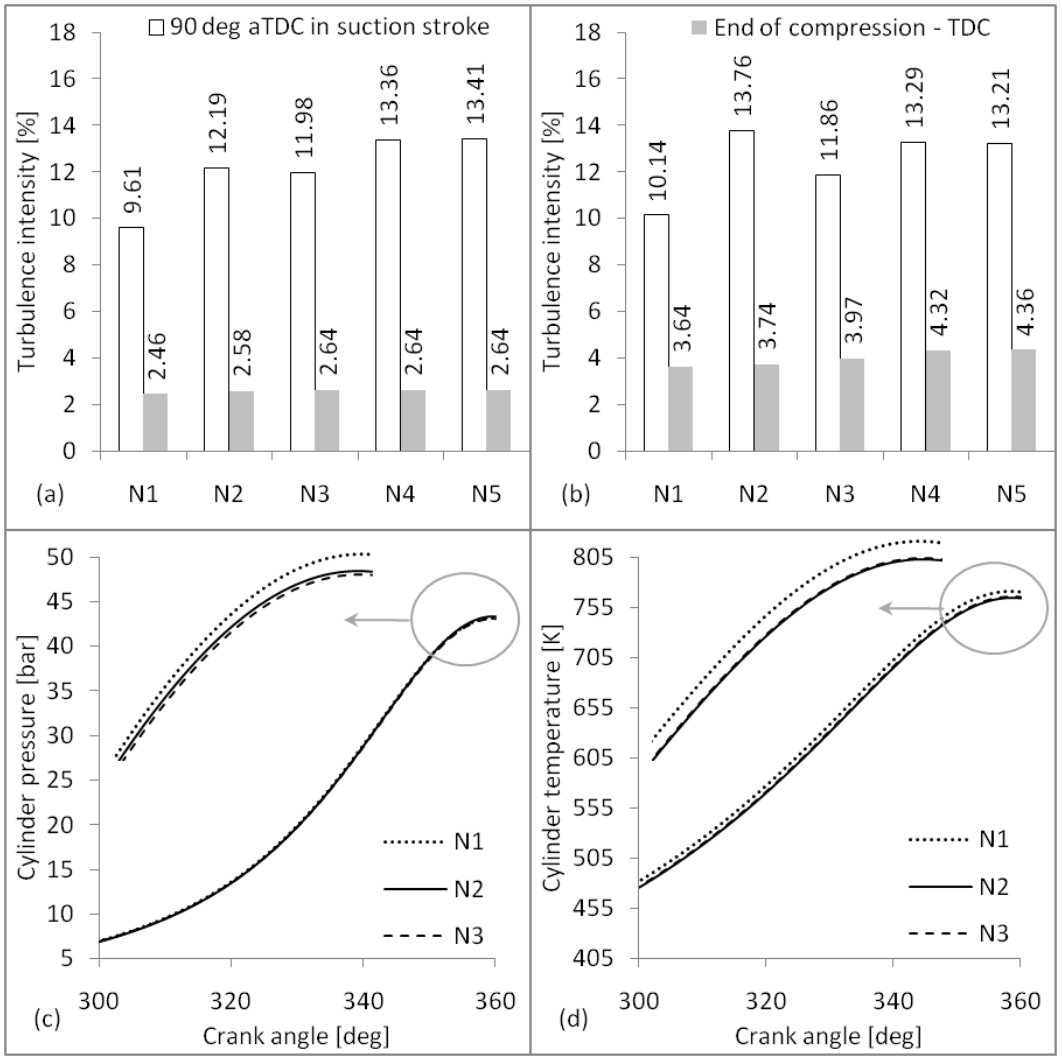 90 deg aTDC in suction stroke
Turbulence intensity [%]
18
16
14
12
10
8
6
4
2
0
9.61
2.46
12.19
2.58
11.98
2.64
13.36
2.64
13.41
2.64
(a)
N1
N2
N3
N4
N5
End of compression - TDC
Turbulence intensity [%]
18
16
14
12
10
8
6
4
2
0
10.14
3.64
13.76
3.74
11.86
3.97
13.29
4.32
13.21
4.36
(b)
N1
N2
N3
N4
N5
Cylinder pressure [bar]
50
45
40
35
30
25
20
15
10
5
N1
N2
N3
300
320
340
360
(c)
Crank angle [deg]
Cylinder temperature [K]
805
755
705
655
605
555
505
455
405
N1
N2
N3
300
320
340
360
(d)
Crank angle [deg]